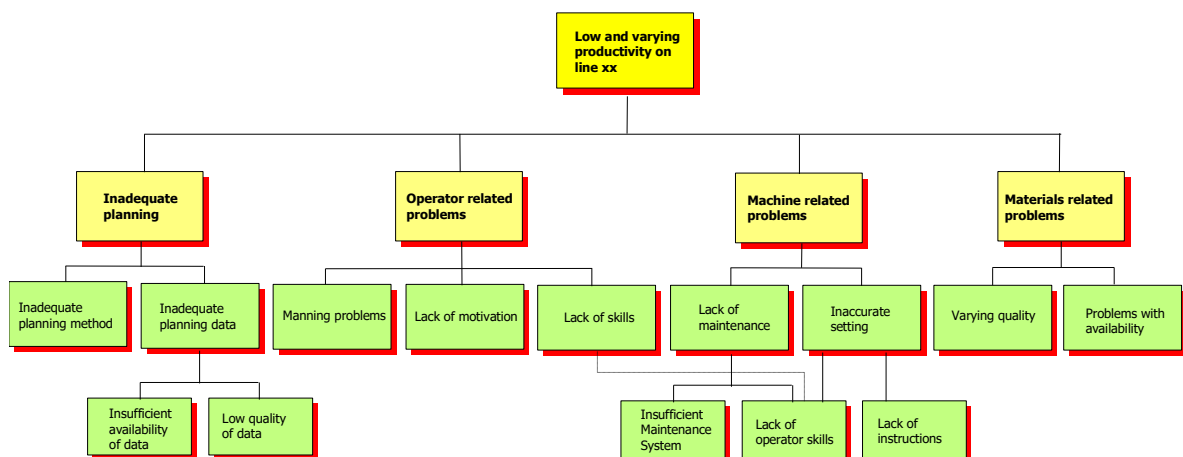 Low and varying
productivity on
line xx
Inadequate
planning
Operator related
problems
Machine related
problems
Materials related
problems
Inadequate
planning method
Inadequate
planning data
Manning problems
Lack of motivation
Lack of skills
Lack of
maintenance
Inaccurate
setting
Varying quality
Problems with
availability
Insufficient
availability
of data
Low quality
of data
Insufficient
Maintenance
System
Lack of
operator skills
Lack of
instructions